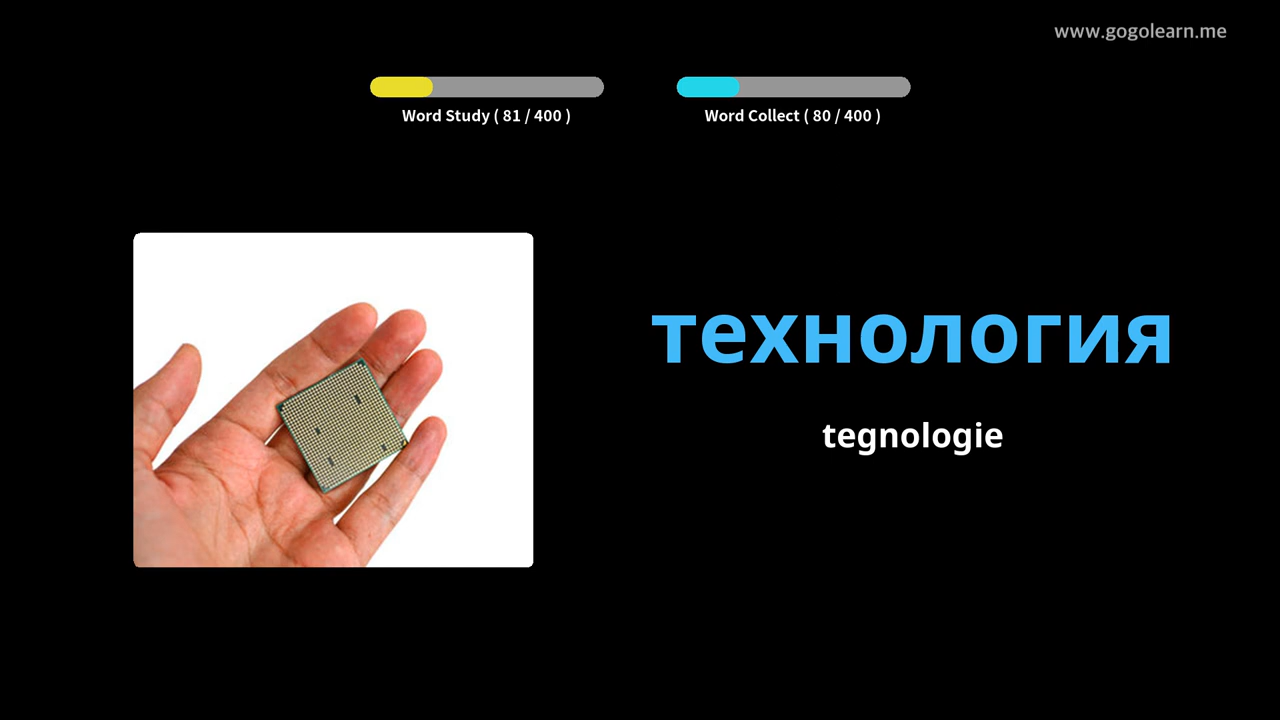 www.gogolearn.me
Word Study ( 81 / 400 )
Word Collect ( 80 / 400 )
технология
tegnologie